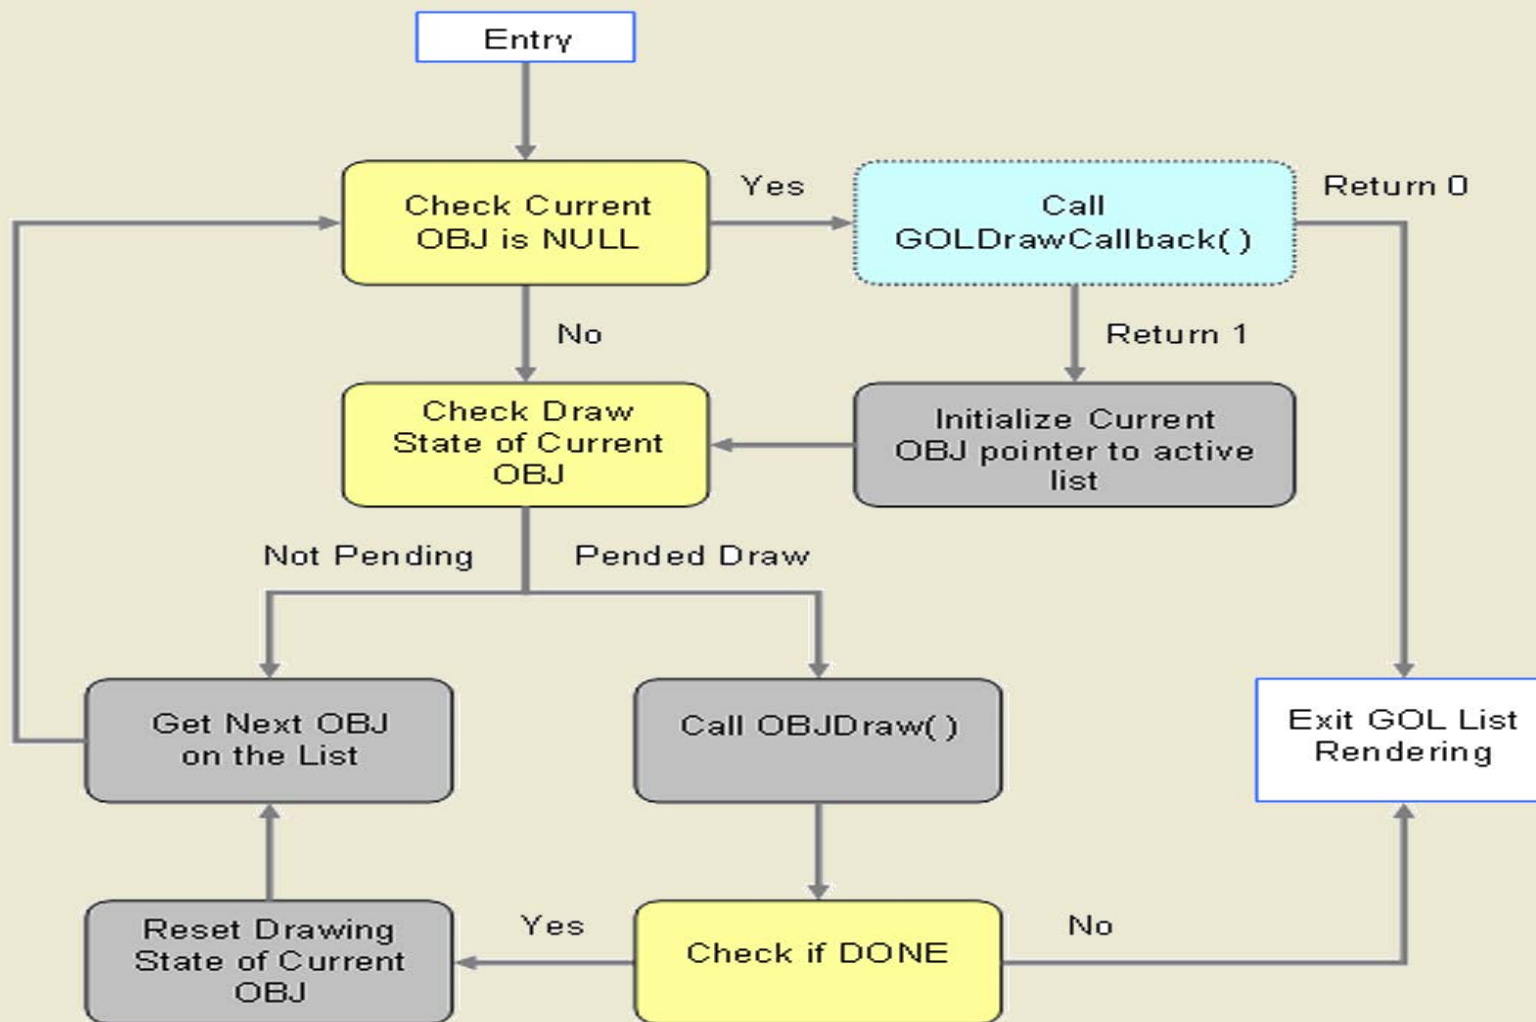 Entry
Check Current
OBJ is NULL
Yes
Call
GOLDrawCallback( )
Return 0
No
Return 1
Check Draw
State of Current
OBJ
Initialize Current
OBJ pointer to active
list
Not Pending
Pended Draw
Get Next OBJ
on the List
Call OBJDraw( )
Exit GOL List
Rendering
Reset Drawing
State of Current
OBJ
Yes
Check if DONE
No